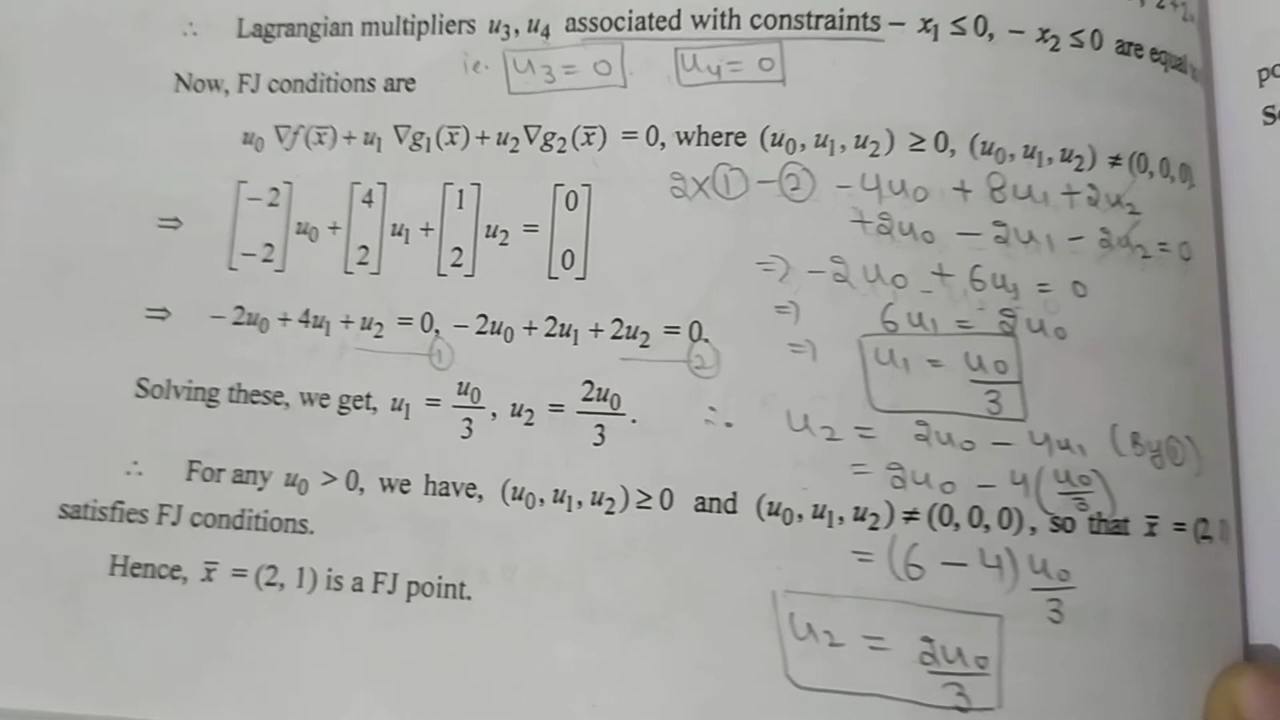 ∴ Lagrangian multipliers u₃, u₄ associated with constraints – x₁ ≤ 0, – x₂ ≤ 0 are equal
ie. u₃ = 0 u₄ = 0
Now, FJ conditions are
u₀ ∇f(x̄) + u₁ ∇g₁(x̄) + u₂∇g₂(x̄) = 0, where (u₀, u₁, u₂) ≥ 0, (u₀, u₁, u₂) ≠ (0, 0, 0)
⇒ [–2 –2] u₀ + [4 2] u₁ + [1 2] u₂ = [0 0]
⇒ – 2u₀ + 4u₁ + u₂ = 0, – 2u₀ + 2u₁ + 2u₂ = 0.
① ②
2×① – ② – 4u₀ + 8u₁ + 2u₂
+ 2u₀ – 2u₁ – 2u₂ = 0
⇒ – 2u₀ + 6u₁ = 0
⇒ 6u₁ = 2u₀
⇒ u₁ = u₀/3
Solving these, we get, u₁ = u₀/3, u₂ = 2u₀/3.
∴ u₂ = 2u₀ – 4u₁ (By ①)
= 2u₀ – 4(u₀/3)
∴ For any u₀ > 0, we have, (u₀, u₁, u₂) ≥ 0 and (u₀, u₁, u₂) ≠ (0, 0, 0), so that x̄ = (2, 1)
satisfies FJ conditions.
= (6 – 4) u₀/3
Hence, x̄ = (2, 1) is a FJ point.
u₂ = 2u₀/3